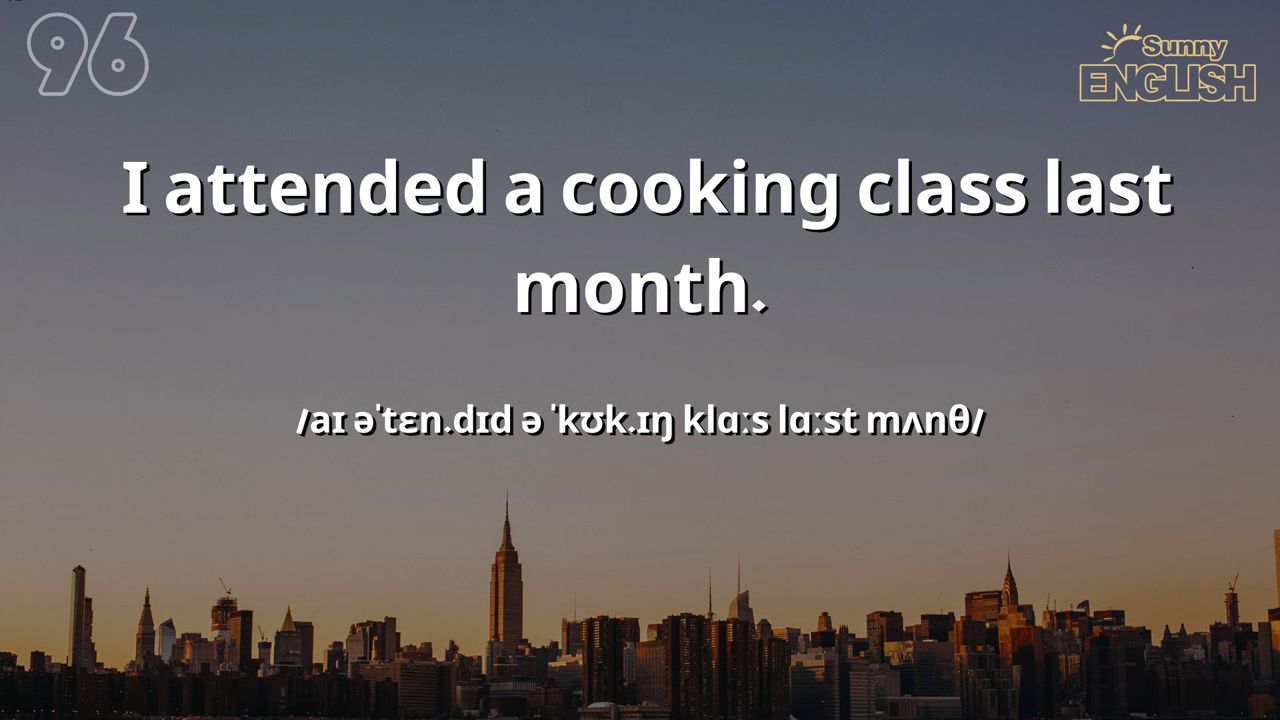 96
Sunny
ENGLISH
I attended a cooking class last
month.
/aɪ əˈtɛn.dɪd ə ˈkʊk.ɪŋ klɑːs lɑːst mʌnθ/